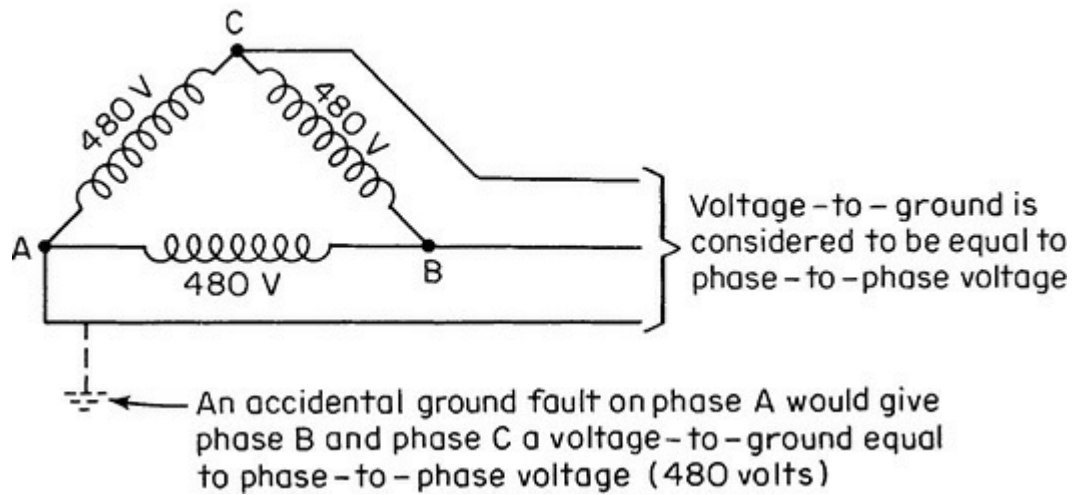 C
480 V
480 V
A
480 V
B
Voltage-to-ground is
considered to be equal to
phase-to-phase voltage
An accidental ground fault on phase A would give
phase B and phase C a voltage-to-ground equal
to phase-to-phase voltage (480 volts)